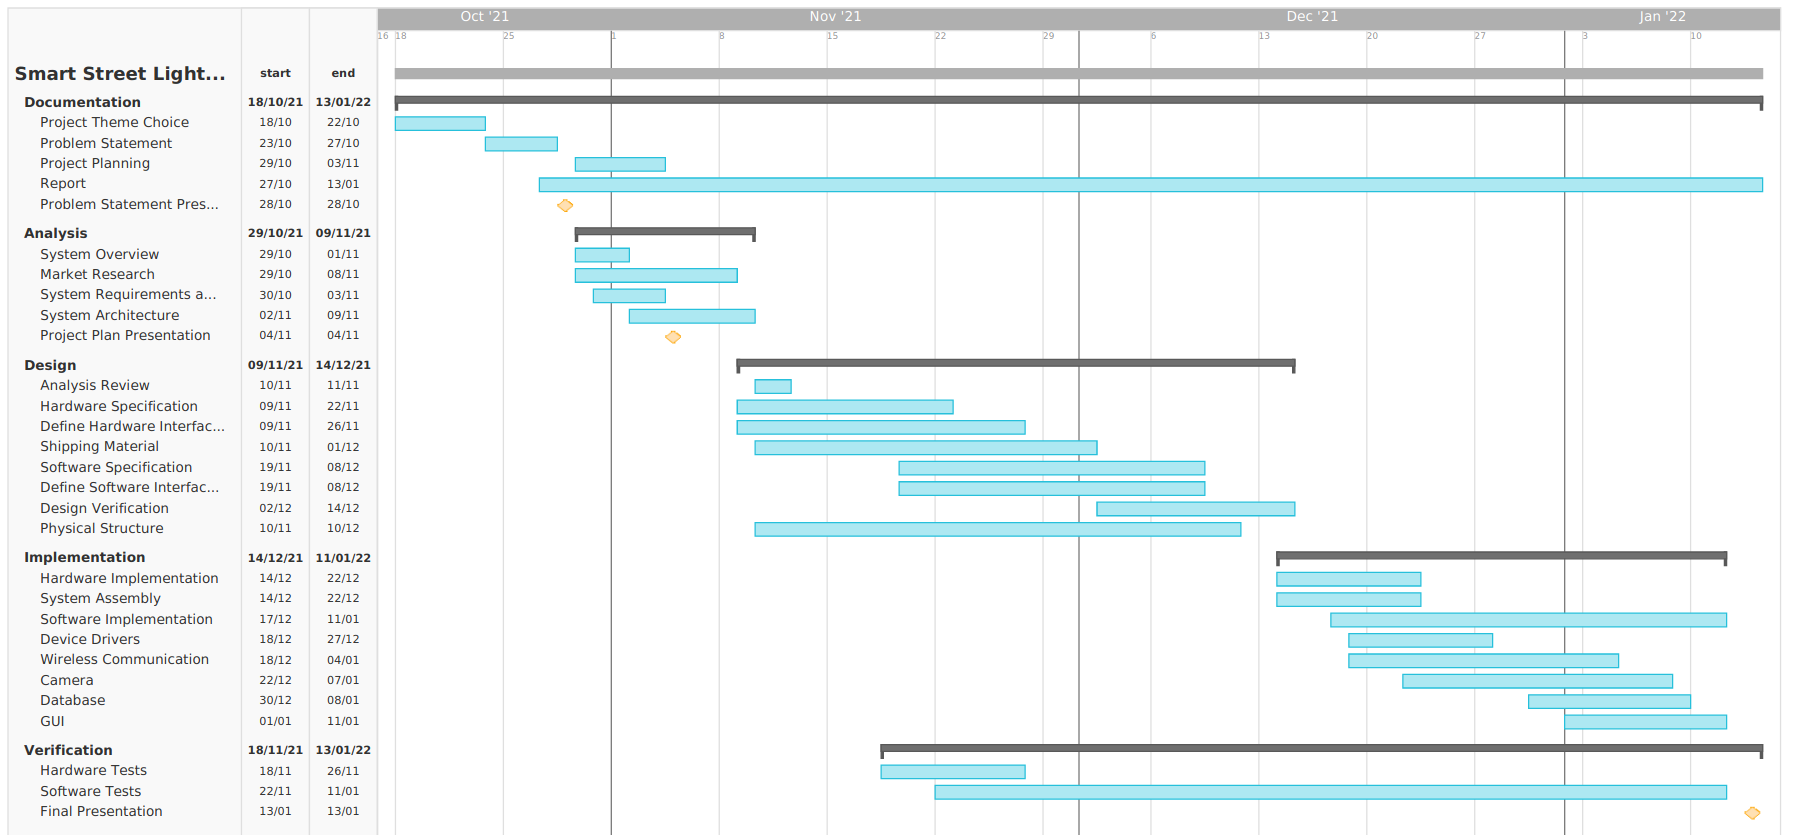 Oct '21 Nov '21 Dec '21 Jan '22
16 18 25 1 8 15 22 29 6 13 20 27 3 10
Smart Street Light... start end
Documentation 18/10/21 13/01/22
Project Theme Choice 18/10 22/10
Problem Statement 23/10 27/10
Project Planning 29/10 03/11
Report 27/10 13/01
Problem Statement Pres... 28/10 28/10
Analysis 29/10/21 09/11/21
System Overview 29/10 01/11
Market Research 29/10 08/11
System Requirements a... 30/10 03/11
System Architecture 02/11 09/11
Project Plan Presentation 04/11 04/11
Design 09/11/21 14/12/21
Analysis Review 10/11 11/11
Hardware Specification 09/11 22/11
Define Hardware Interfac... 09/11 26/11
Shipping Material 10/11 01/12
Software Specification 19/11 08/12
Define Software Interfac... 19/11 08/12
Design Verification 02/12 14/12
Physical Structure 10/11 10/12
Implementation 14/12/21 11/01/22
Hardware Implementation 14/12 22/12
System Assembly 14/12 22/12
Software Implementation 17/12 11/01
Device Drivers 18/12 27/12
Wireless Communication 18/12 04/01
Camera 22/12 07/01
Database 30/12 08/01
GUI 01/01 11/01
Verification 18/11/21 13/01/22
Hardware Tests 18/11 26/11
Software Tests 22/11 11/01
Final Presentation 13/01 13/01